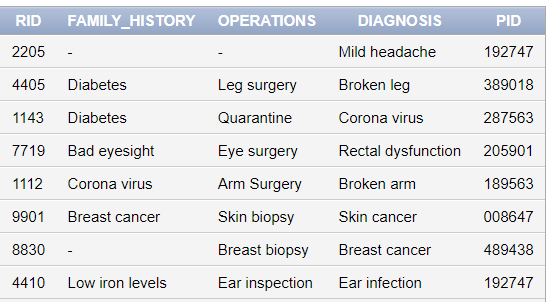 RID FAMILY_HISTORY OPERATIONS DIAGNOSIS PID
2205 - - Mild headache 192747
4405 Diabetes Leg surgery Broken leg 389018
1143 Diabetes Quarantine Corona virus 287563
7719 Bad eyesight Eye surgery Rectal dysfunction 205901
1112 Corona virus Arm Surgery Broken arm 189563
9901 Breast cancer Skin biopsy Skin cancer 008647
8830 - Breast biopsy Breast cancer 489438
4410 Low iron levels Ear inspection Ear infection 192747